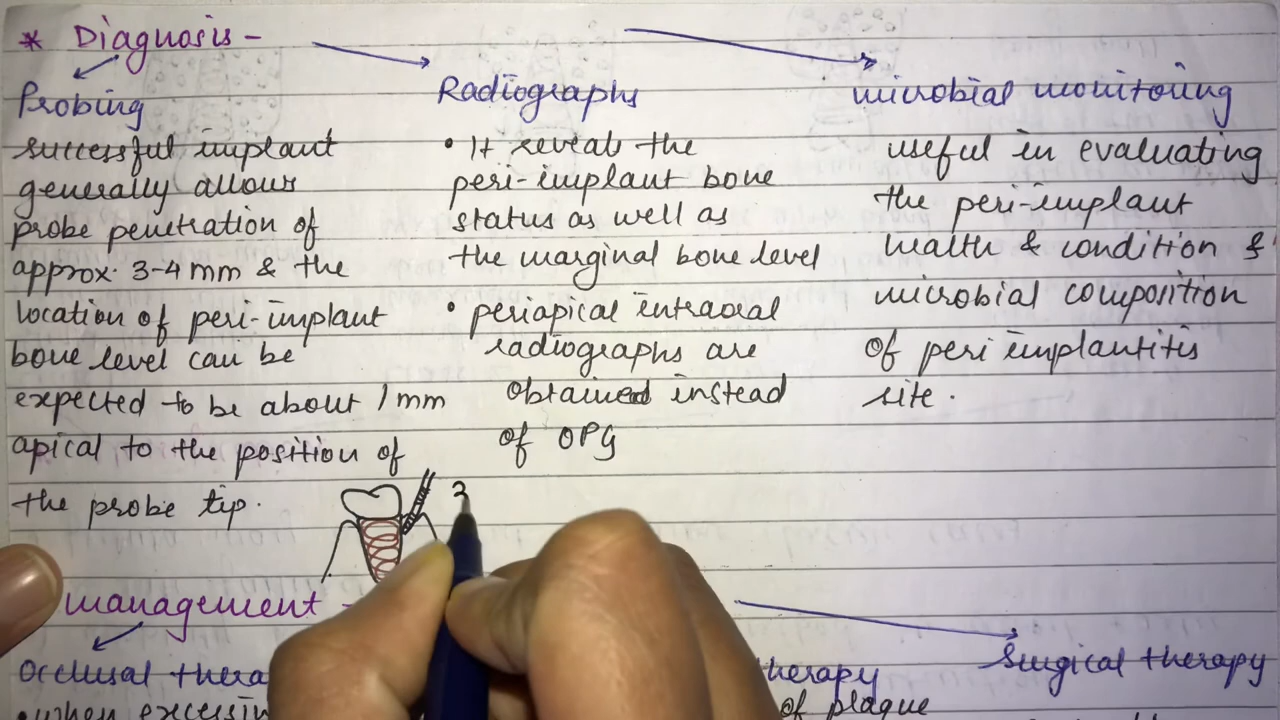 * Diagnosis -
Probing
successful implant
generally allows
probe penetration of
approx. 3-4 mm & the
location of peri-implant
bone level can be
expected to be about 1 mm
apical to the position of
the probe tip.
Radiographs
• It reveals the
peri-implant bone
status as well as
the marginal bone level
• periapical intraoral
radiographs are
obtained instead
of OPG
microbial monitoring
useful in evaluating
the peri-implant
health & condition &
microbial composition
of peri implantitis
site.
3
management -
Occlusal thera
• when excessiv
therapy
of plaque
Surgical therapy